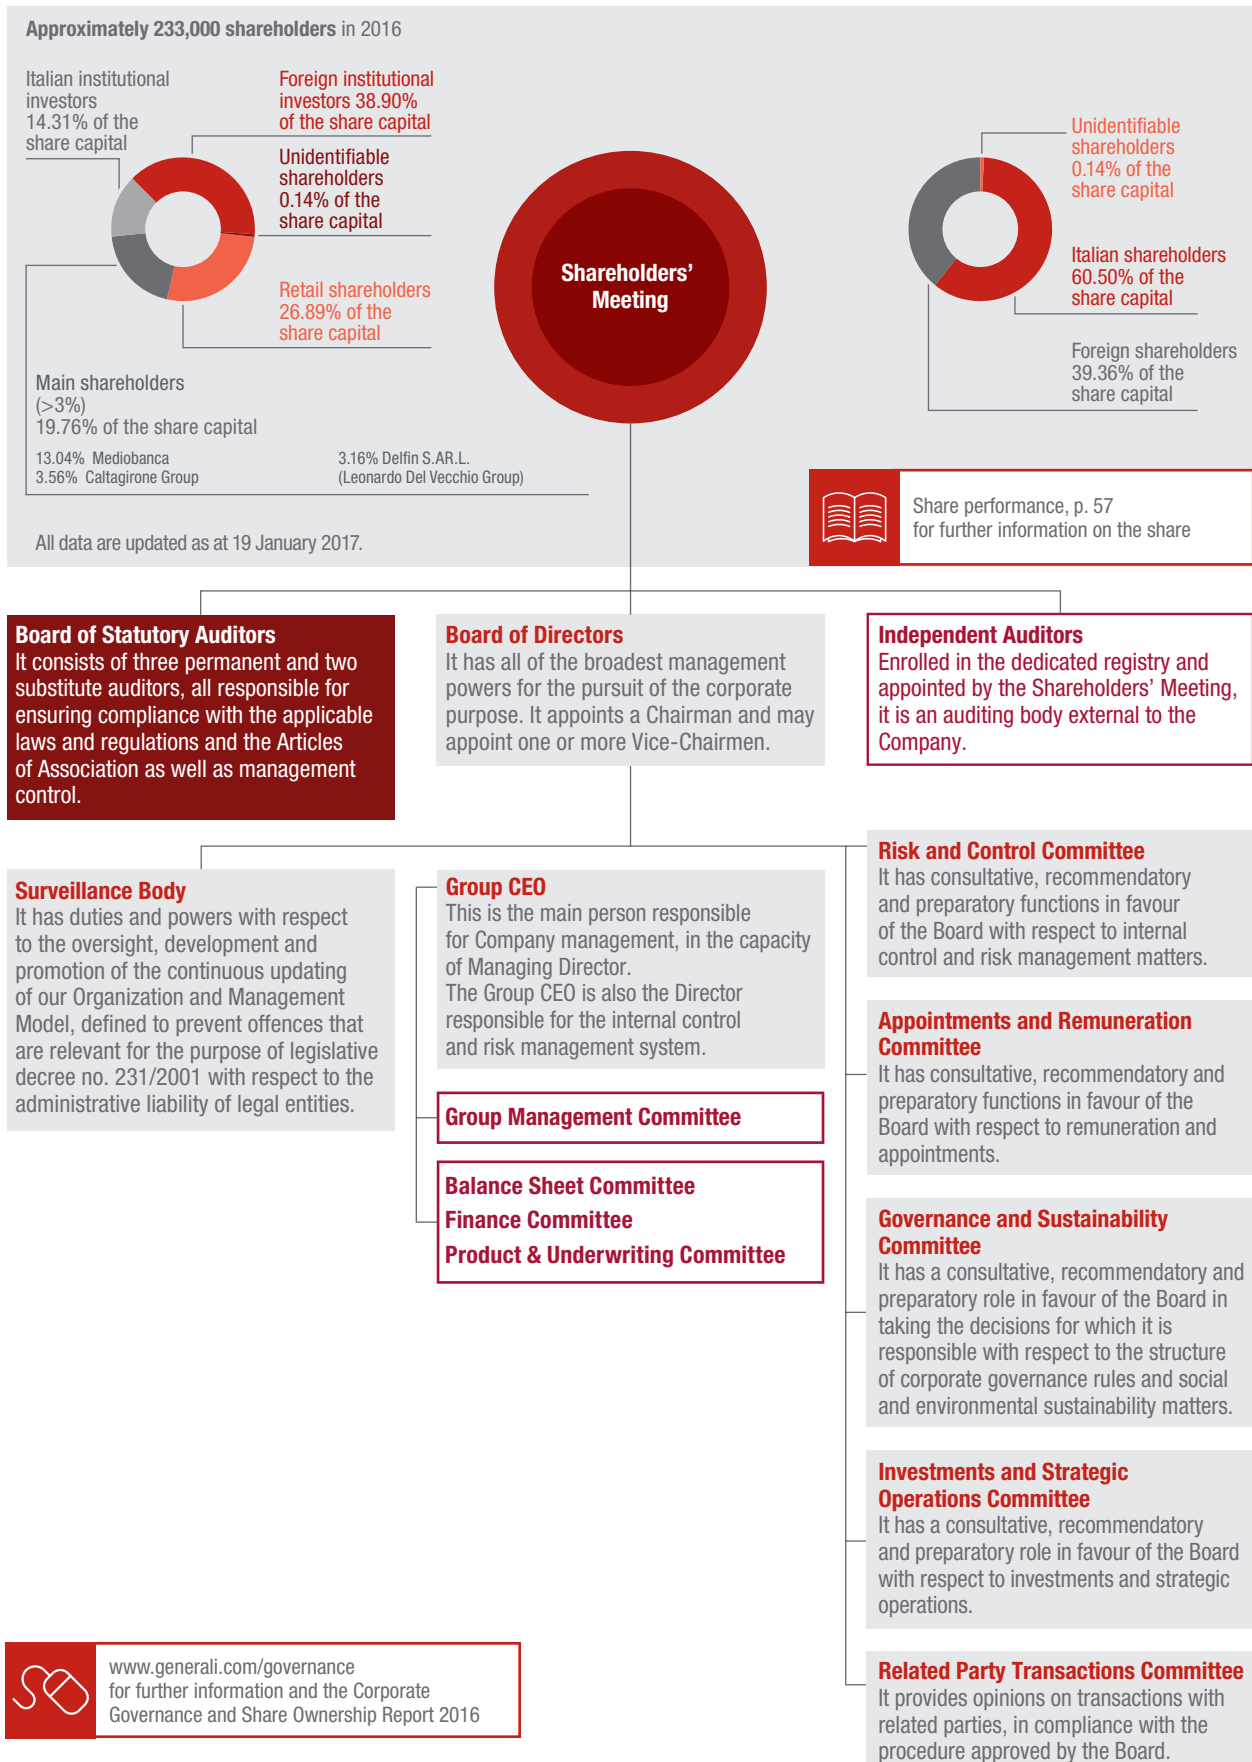 Approximately 233,000 shareholders in 2016
Italian institutional
investors
14.31% of the
share capital
Foreign institutional
investors 38.90%
of the share capital
Unidentifiable
shareholders
0.14% of the
share capital
Retail shareholders
26.89% of the
share capital
Main shareholders
(>3%)
19.76% of the share capital
13.04% Mediobanca
3.56% Caltagirone Group
3.16% Delfin S.AR.L.
(Leonardo Del Vecchio Group)
All data are updated as at 19 January 2017.
Shareholders'
Meeting
Unidentifiable
shareholders
0.14% of the
share capital
Italian shareholders
60.50% of the
share capital
Foreign shareholders
39.36% of the
share capital
Share performance, p. 57
for further information on the share
Board of Statutory Auditors
It consists of three permanent and two
substitute auditors, all responsible for
ensuring compliance with the applicable
laws and regulations and the Articles
of Association as well as management
control.
Board of Directors
It has all of the broadest management
powers for the pursuit of the corporate
purpose. It appoints a Chairman and may
appoint one or more Vice-Chairmen.
Independent Auditors
Enrolled in the dedicated registry and
appointed by the Shareholders' Meeting,
it is an auditing body external to the
Company.
Surveillance Body
It has duties and powers with respect
to the oversight, development and
promotion of the continuous updating
of our Organization and Management
Model, defined to prevent offences that
are relevant for the purpose of legislative
decree no. 231/2001 with respect to the
administrative liability of legal entities.
Group CEO
This is the main person responsible
for Company management, in the capacity
of Managing Director.
The Group CEO is also the Director
responsible for the internal control
and risk management system.
Group Management Committee
Balance Sheet Committee
Finance Committee
Product & Underwriting Committee
Risk and Control Committee
It has consultative, recommendatory
and preparatory functions in favour
of the Board with respect to internal
control and risk management matters.
Appointments and Remuneration
Committee
It has consultative, recommendatory and
preparatory functions in favour of the
Board with respect to remuneration and
appointments.
Governance and Sustainability
Committee
It has a consultative, recommendatory and
preparatory role in favour of the Board in
taking the decisions for which it is
responsible with respect to the structure
of corporate governance rules and social
and environmental sustainability matters.
Investments and Strategic
Operations Committee
It has a consultative, recommendatory
and preparatory role in favour of the Board
with respect to investments and strategic
operations.
Related Party Transactions Committee
It provides opinions on transactions with
related parties, in compliance with the
procedure approved by the Board.
www.generali.com/governance
for further information and the Corporate
Governance and Share Ownership Report 2016